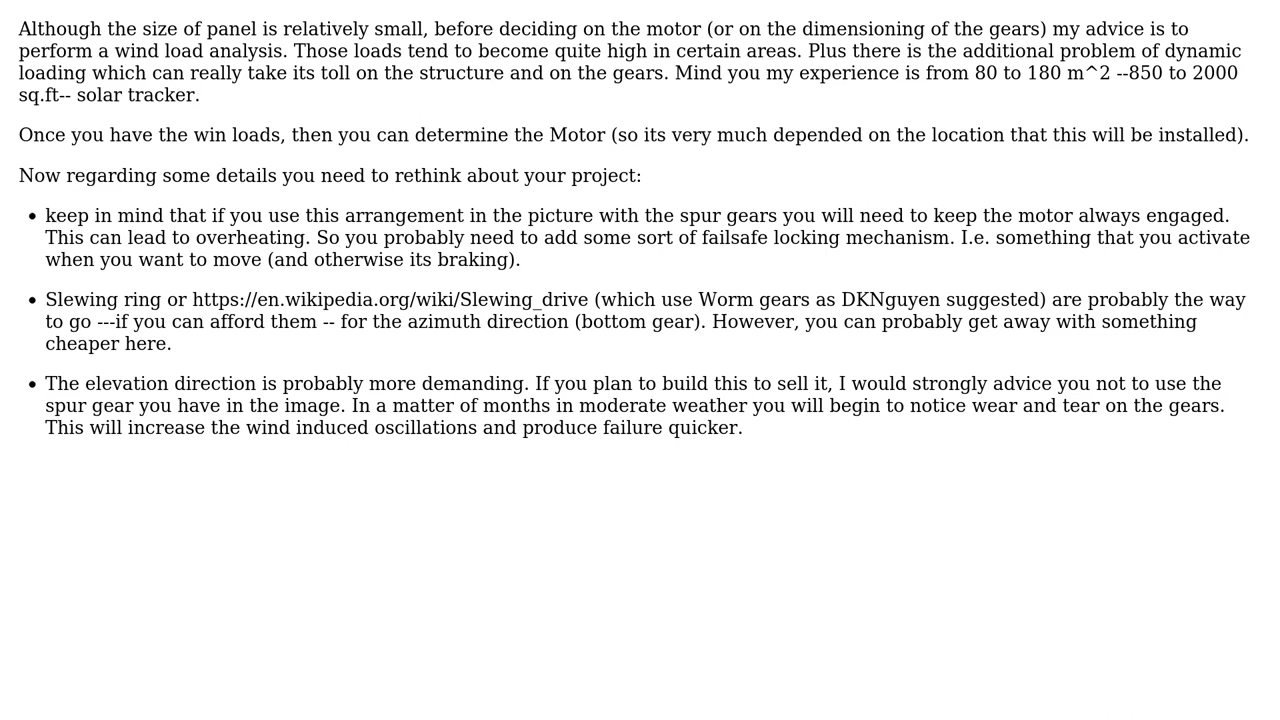 Although the size of panel is relatively small, before deciding on the motor (or on the dimensioning of the gears) my advice is to
perform a wind load analysis. Those loads tend to become quite high in certain areas. Plus there is the additional problem of dynamic
loading which can really take its toll on the structure and on the gears. Mind you my experience is from 80 to 180 m^2 --850 to 2000
sq.ft-- solar tracker.
Once you have the win loads, then you can determine the Motor (so its very much depended on the location that this will be installed).
Now regarding some details you need to rethink about your project:
• keep in mind that if you use this arrangement in the picture with the spur gears you will need to keep the motor always engaged.
This can lead to overheating. So you probably need to add some sort of failsafe locking mechanism. I.e. something that you activate
when you want to move (and otherwise its braking).
• Slewing ring or https://en.wikipedia.org/wiki/Slewing_drive (which use Worm gears as DKNguyen suggested) are probably the way
to go ---if you can afford them -- for the azimuth direction (bottom gear). However, you can probably get away with something
cheaper here.
• The elevation direction is probably more demanding. If you plan to build this to sell it, I would strongly advice you not to use the
spur gear you have in the image. In a matter of months in moderate weather you will begin to notice wear and tear on the gears.
This will increase the wind induced oscillations and produce failure quicker.